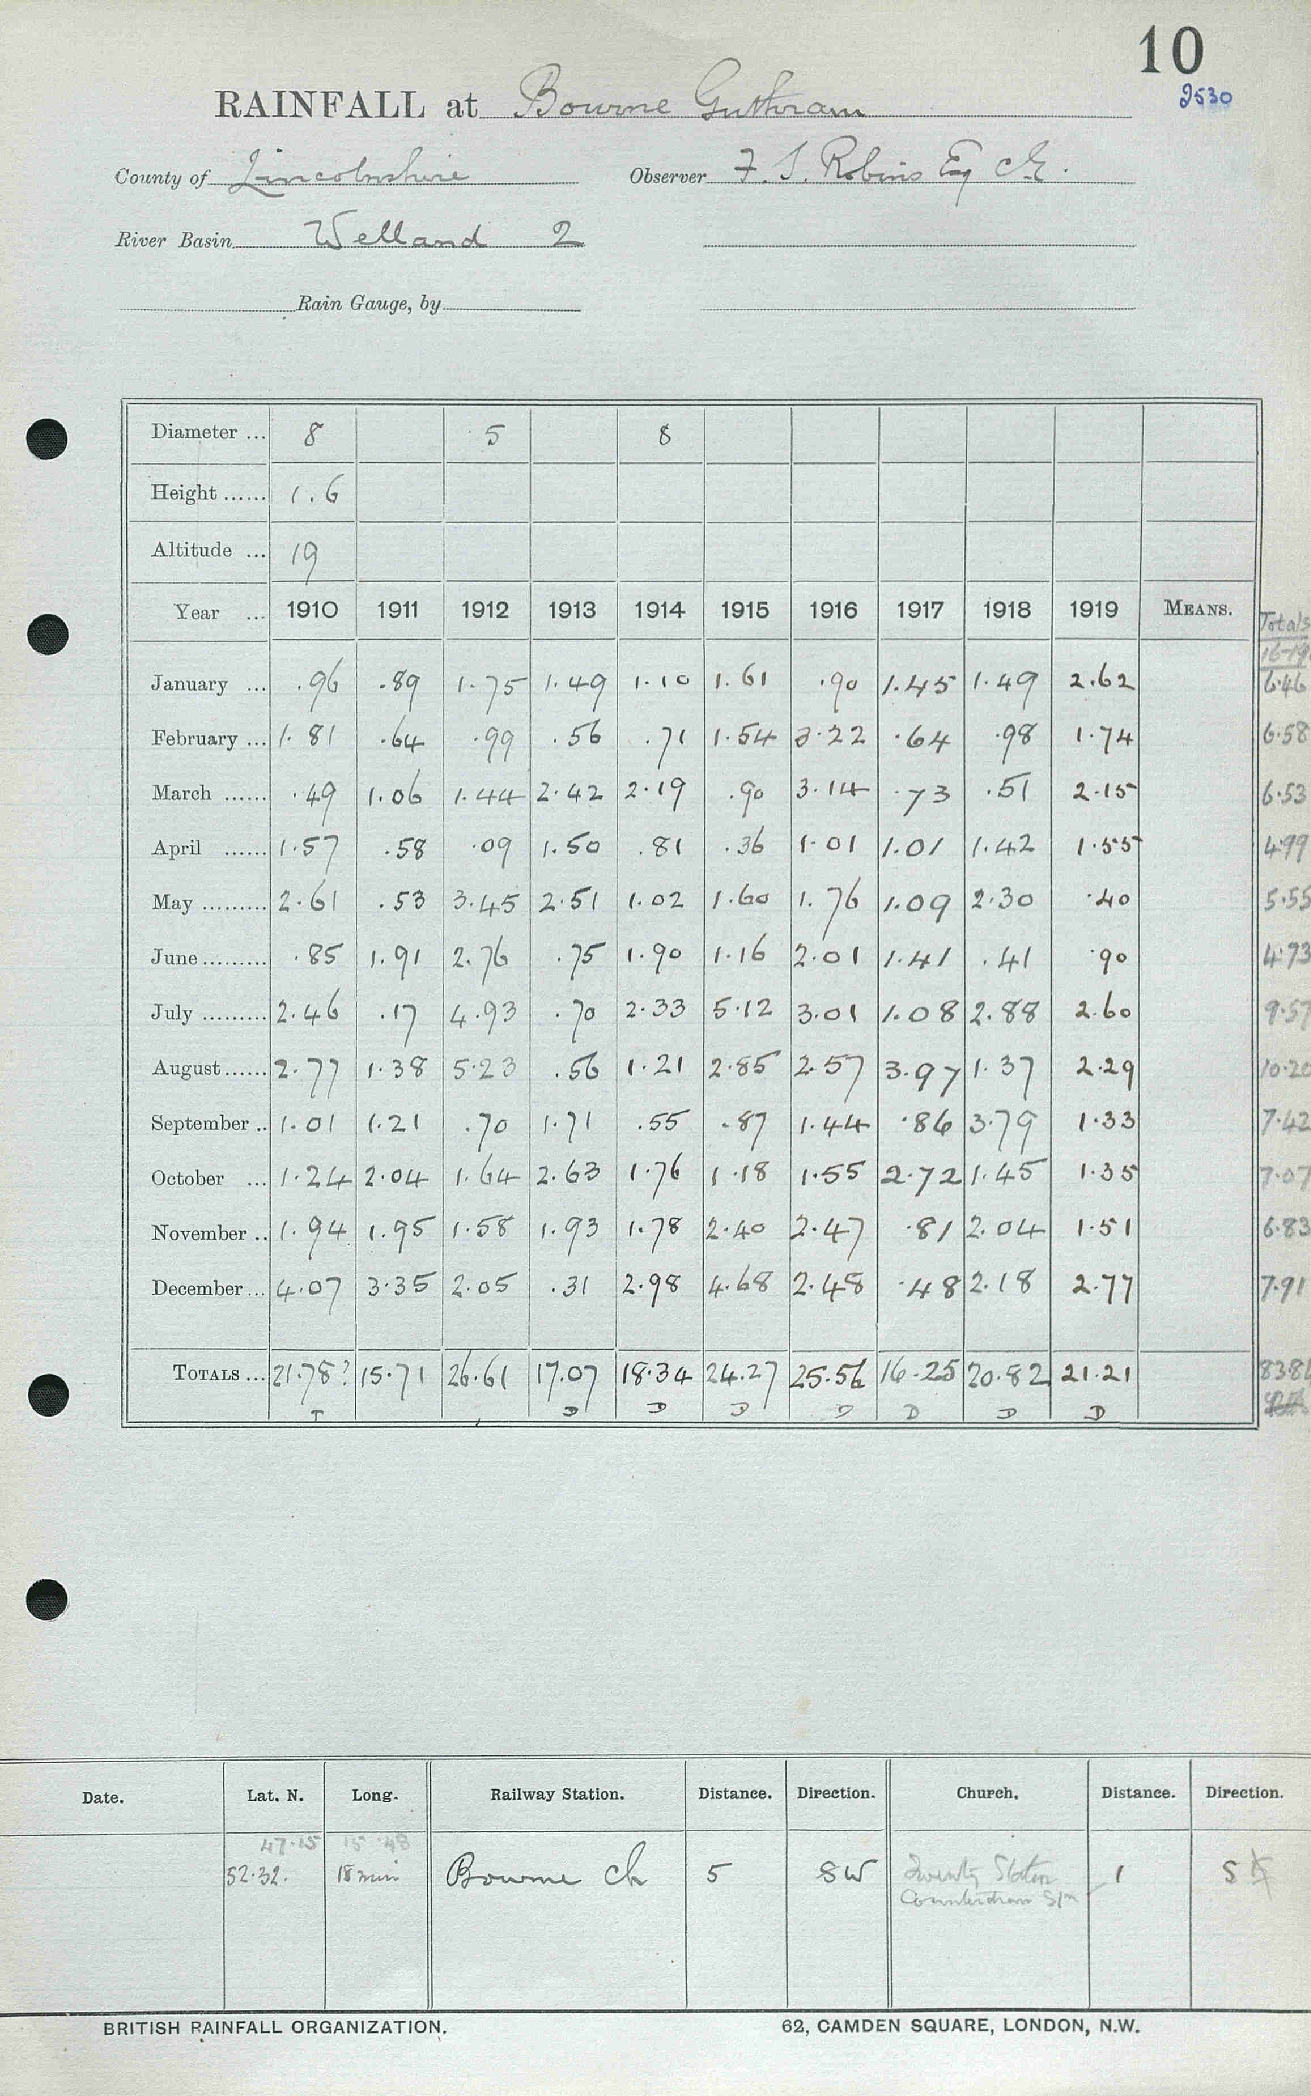 10
2530
RAINFALL at Bourne Guthram
County of Lincolnshire Observer F. S. Robins Esq C.E.
River Basin Welland 2
Rain Gauge, by
Diameter ... 8 5 8
Height ...... 1.6
Altitude ... 19
Year ... 1910 1911 1912 1913 1914 1915 1916 1917 1918 1919 MEANS. Totals
16-19
January ... .96 .89 1.75 1.49 1.10 1.61 .90 1.45 1.49 2.62 6.46
February ... 1.81 .64 .99 .56 .71 1.54 3.22 .64 .98 1.74 6.58
March ...... .49 1.06 1.44 2.42 2.19 .90 3.14 .73 .51 2.15 6.53
April ...... 1.57 .58 .09 1.50 .81 .36 1.01 1.01 1.42 1.55 4.99
May ......... 2.61 .53 3.45 2.51 1.02 1.60 1.76 1.09 2.30 .40 5.55
June ......... .85 1.91 2.76 .75 1.90 1.16 2.01 1.41 .41 .90 4.73
July ......... 2.46 .17 4.93 .70 2.33 5.12 3.01 1.08 2.88 2.60 9.57
August ...... 2.77 1.38 5.23 .56 1.21 2.85 2.57 3.97 1.37 2.29 10.20
September .. 1.01 1.21 .70 1.71 .55 .87 1.44 .86 3.79 1.33 7.42
October ... 1.24 2.04 1.64 2.63 1.76 1.18 1.55 2.72 1.45 1.35 7.07
November .. 1.94 1.95 1.58 1.93 1.78 2.40 2.47 .81 2.04 1.51 6.83
December ... 4.07 3.35 2.05 .31 2.98 4.68 2.48 .48 2.18 2.77 7.91
TOTALS ... 21.78? 15.71 26.61 17.07 18.34 24.27 25.56 16.25 20.82 21.21
T D D D D D D D
Date. Lat. N. Long. Railway Station. Distance. Direction. Church. Distance. Direction.
47.15 15.48
52.32. 18 min Bourne Ch 5 SW Twenty Station 1 S
Counterdrain Stn
BRITISH RAINFALL ORGANIZATION. 62, CAMDEN SQUARE, LONDON, N.W.